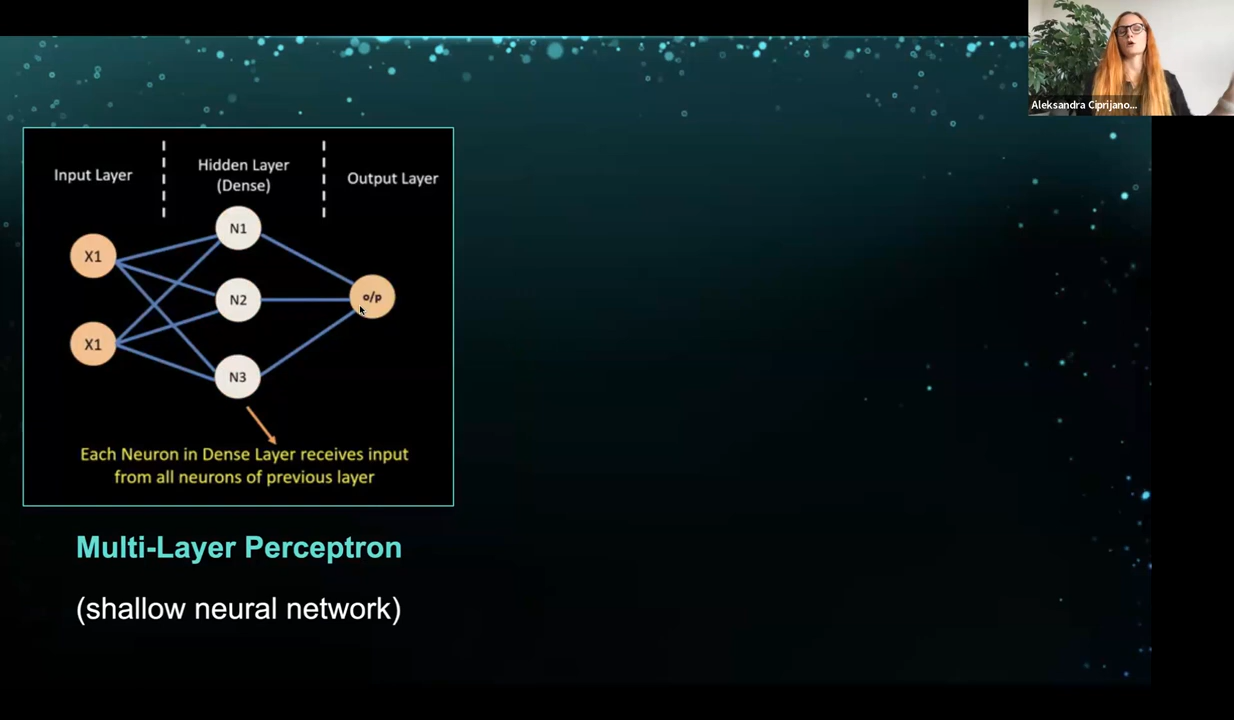 Aleksandra Ciprijano...
Input Layer
Hidden Layer
(Dense)
Output Layer
N1
X1
N2
o/p
X1
N3
Each Neuron in Dense Layer receives input
from all neurons of previous layer
Multi-Layer Perceptron
(shallow neural network)